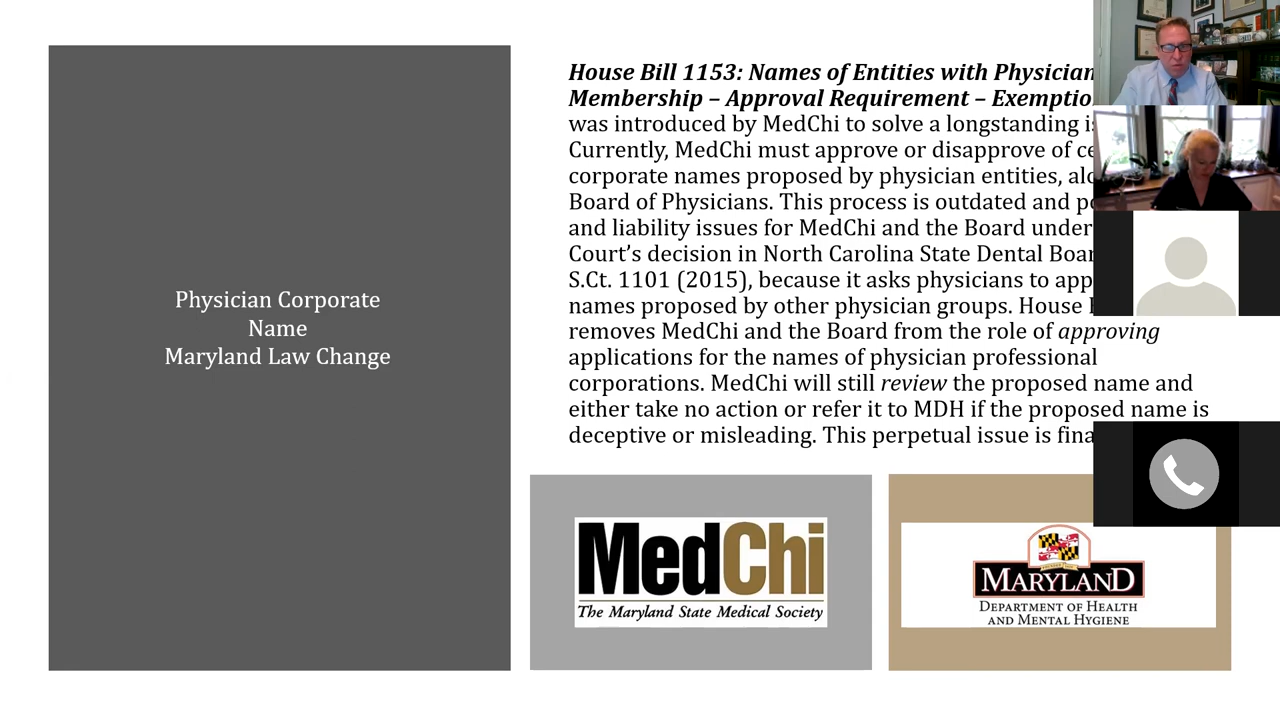 Physician Corporate
Name
Maryland Law Change
House Bill 1153: Names of Entities with Physician
Membership – Approval Requirement –
was introduced by MedChi to solve a longstanding
Currently, MedChi must approve or disapprove of
corporate names proposed by physician entities,
Board of Physicians. This process is outdated and
and liability issues for MedChi and the Board under
Court's decision in North Carolina State Dental
S.Ct. 1101 (2015), because it asks physicians to
names proposed by other physician groups. House
removes MedChi and the Board from the role of approving
applications for the names of physician professional
corporations. MedChi will still review the proposed name and
either take no action or refer it to MDH if the proposed name is
deceptive or misleading. This perpetual issue is
MedChi
The Maryland State Medical Society
MARYLAND
DEPARTMENT OF HEALTH
AND MENTAL HYGIENE